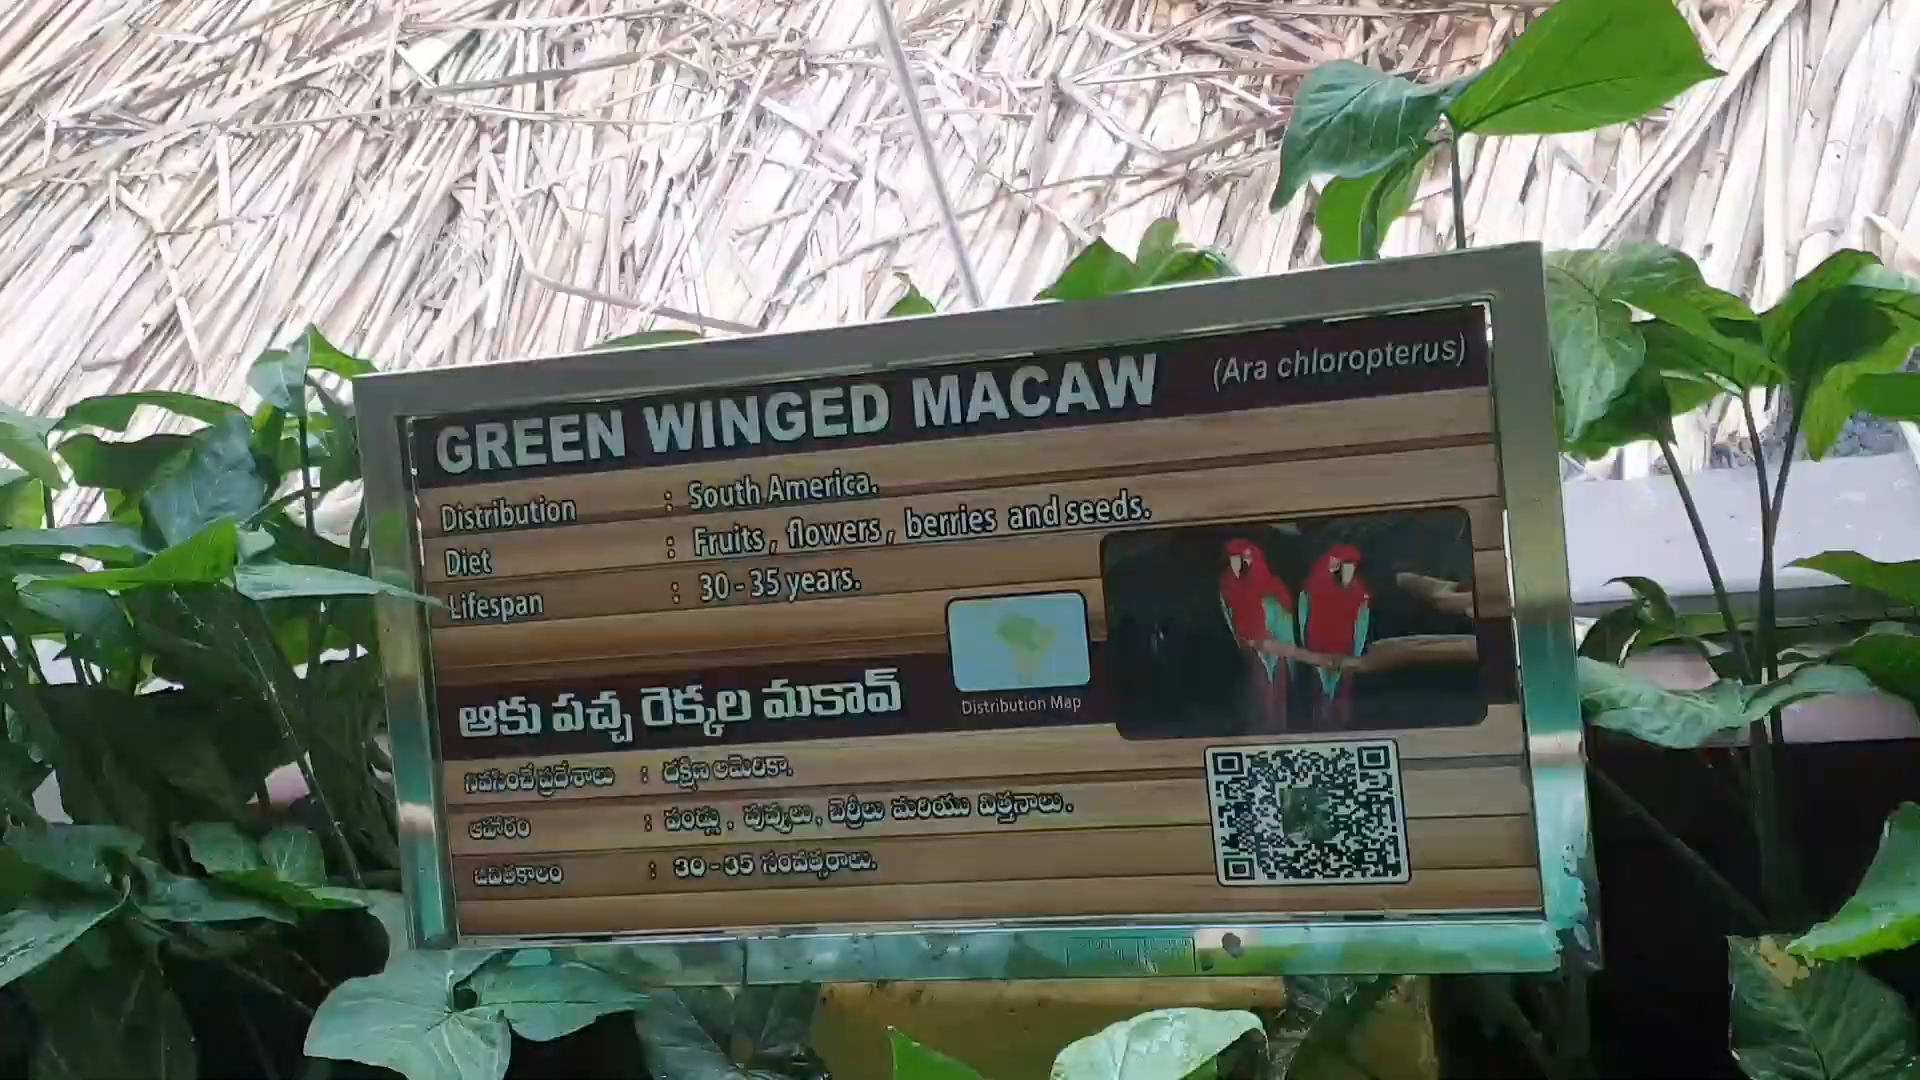 GREEN WINGED MACAW (Ara chloropterus)
Distribution : South America.
Diet : Fruits, flowers, berries and seeds.
Lifespan : 30 - 35 years.
Distribution Map
ఆకు పచ్చ రెక్కల మకావ్
నివసించే ప్రదేశాలు : దక్షిణ అమెరికా.
ఆహారం : పండ్లు, పువ్వులు, బెర్రీలు మరియు విత్తనాలు.
జీవితకాలం : 30 - 35 సంవత్సరాలు.